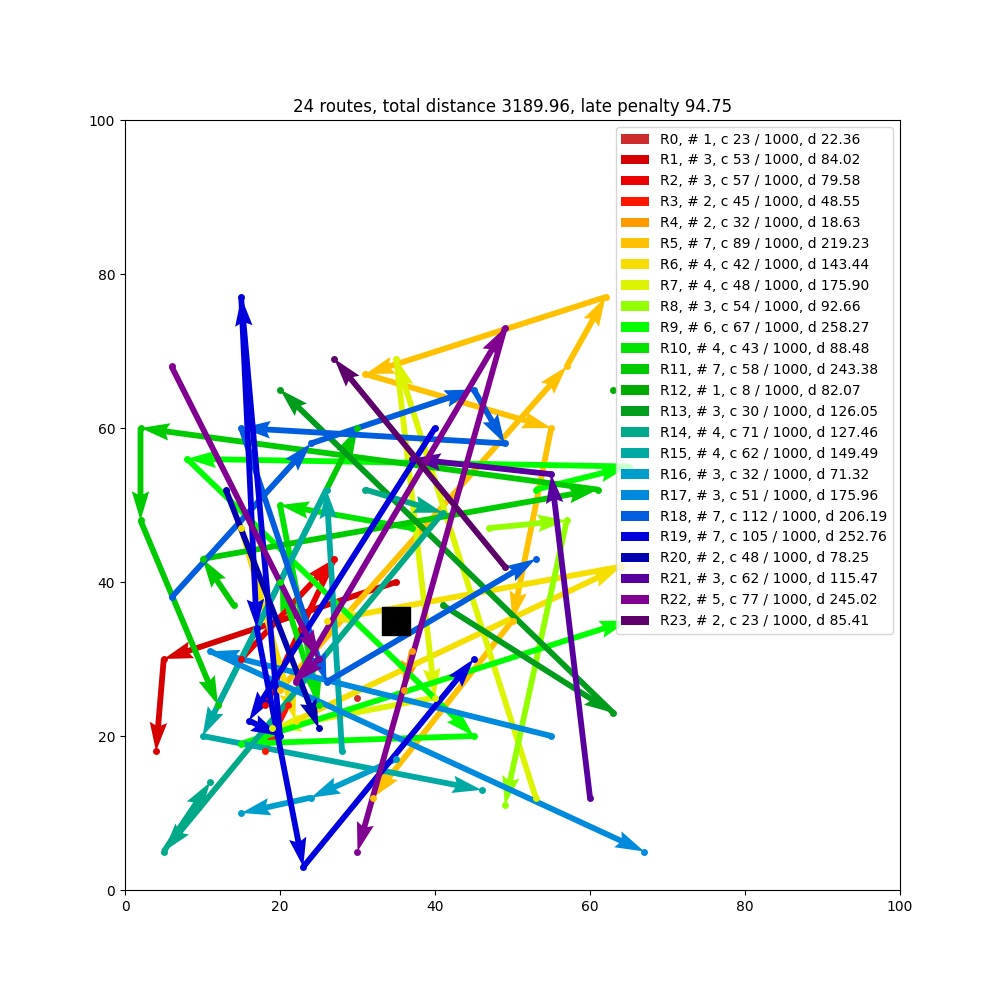 24 routes, total distance 3189.96, late penalty 94.75
100
80
60
40
20
0
0 20 40 60 80 100
R0, # 1, c 23 / 1000, d 22.36
R1, # 3, c 53 / 1000, d 84.02
R2, # 3, c 57 / 1000, d 79.58
R3, # 2, c 45 / 1000, d 48.55
R4, # 2, c 32 / 1000, d 18.63
R5, # 7, c 89 / 1000, d 219.23
R6, # 4, c 42 / 1000, d 143.44
R7, # 4, c 48 / 1000, d 175.90
R8, # 3, c 54 / 1000, d 92.66
R9, # 6, c 67 / 1000, d 258.27
R10, # 4, c 43 / 1000, d 88.48
R11, # 7, c 58 / 1000, d 243.38
R12, # 1, c 8 / 1000, d 82.07
R13, # 3, c 30 / 1000, d 126.05
R14, # 4, c 71 / 1000, d 127.46
R15, # 4, c 62 / 1000, d 149.49
R16, # 3, c 32 / 1000, d 71.32
R17, # 3, c 51 / 1000, d 175.96
R18, # 7, c 112 / 1000, d 206.19
R19, # 7, c 105 / 1000, d 252.76
R20, # 2, c 48 / 1000, d 78.25
R21, # 3, c 62 / 1000, d 115.47
R22, # 5, c 77 / 1000, d 245.02
R23, # 2, c 23 / 1000, d 85.41